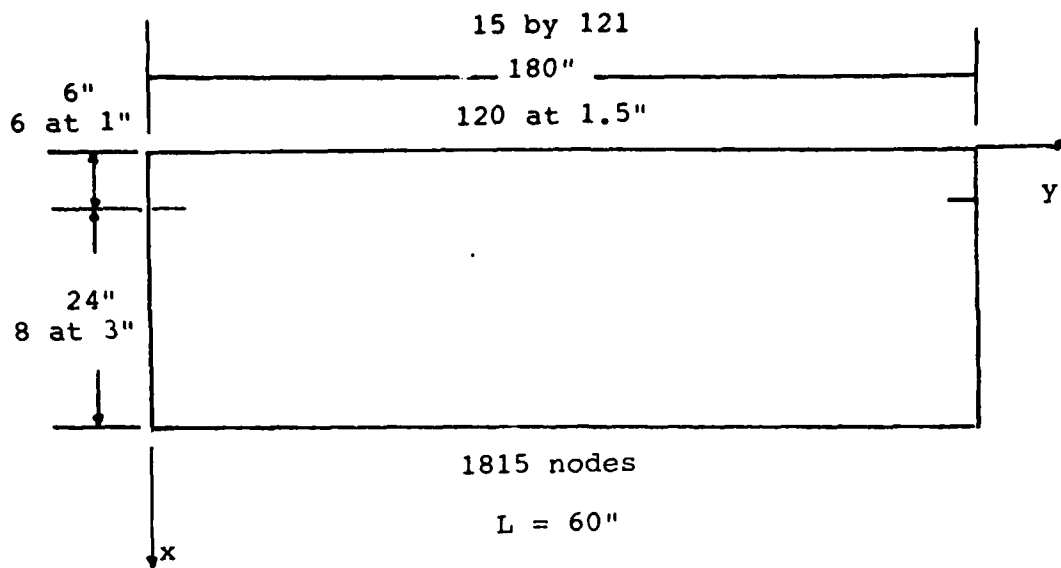 15 by 121
180"
120 at 1.5"
6"
6 at 1"
y
24"
8 at 3"
1815 nodes
L = 60"
x